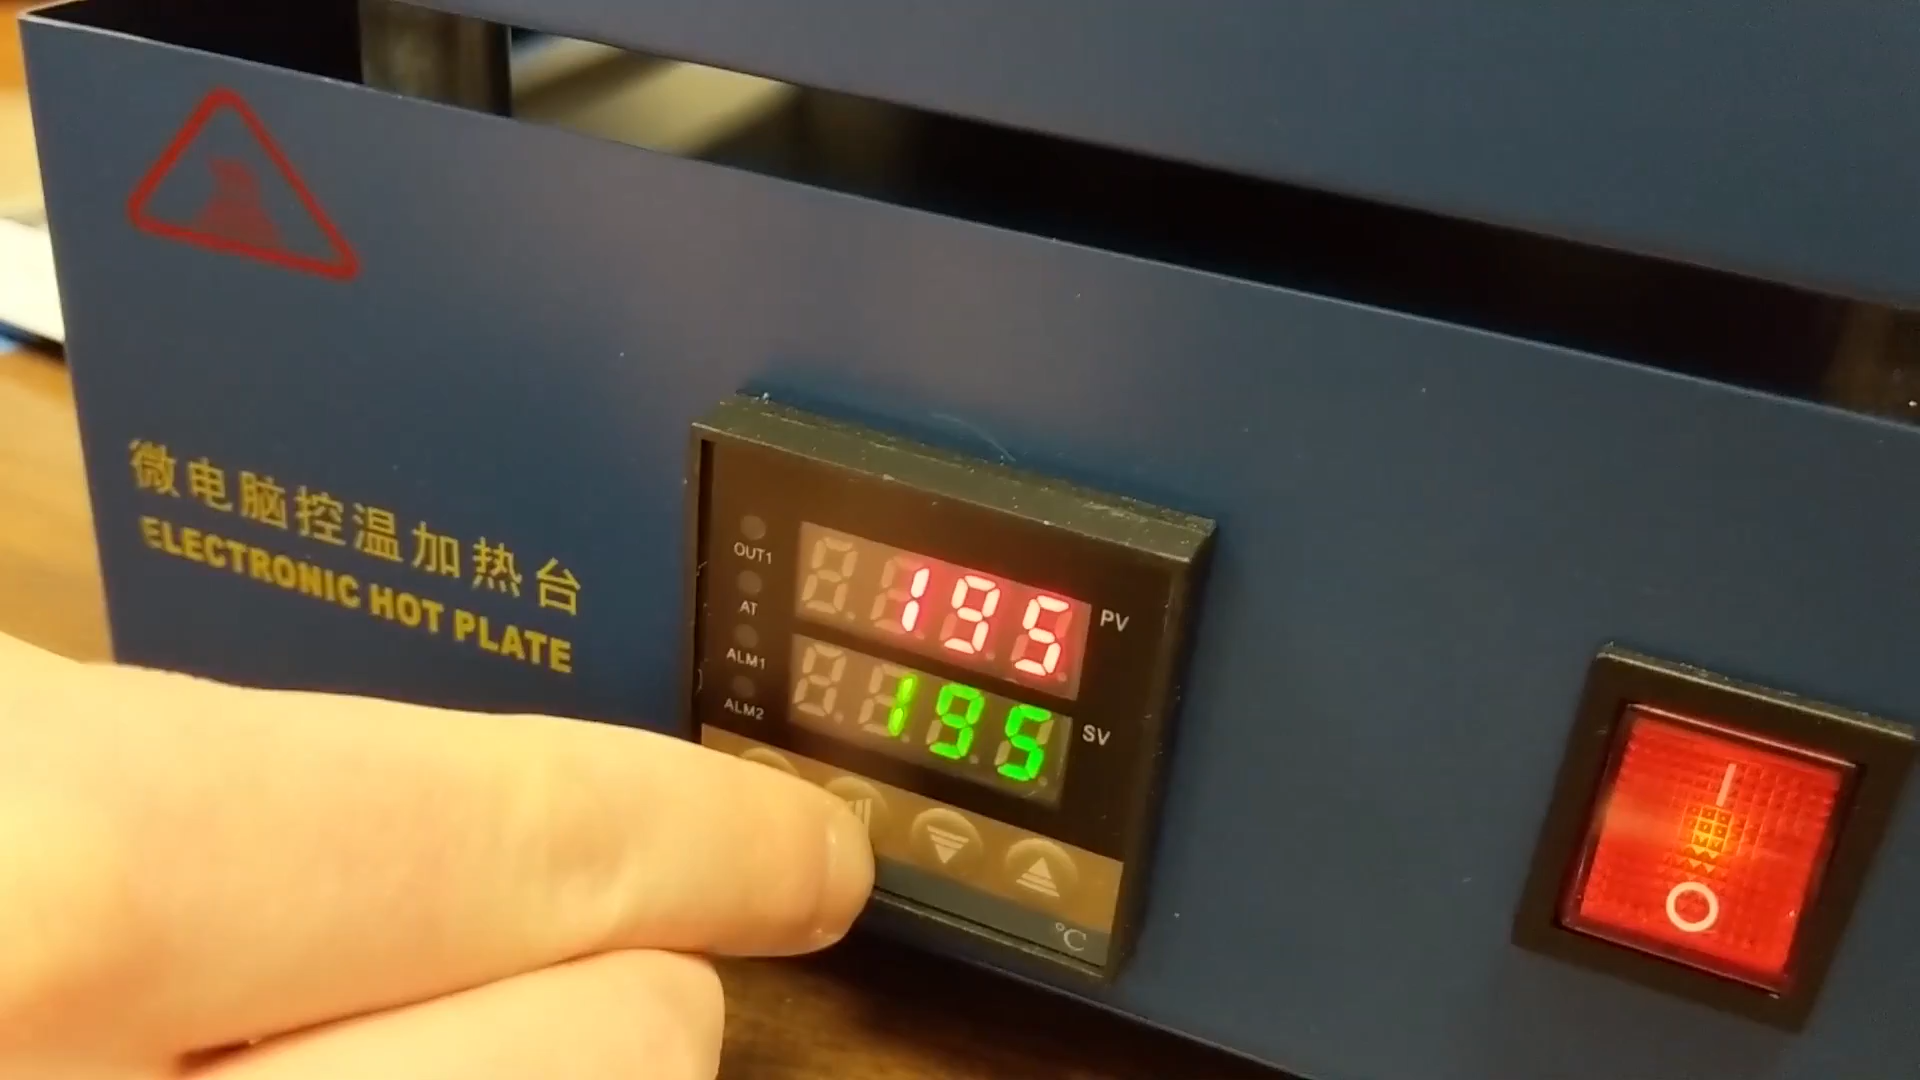 微电脑控温加热台
ELECTRONIC HOT PLATE
OUT1
AT
ALM1
ALM2
195 PV
195 SV
°C